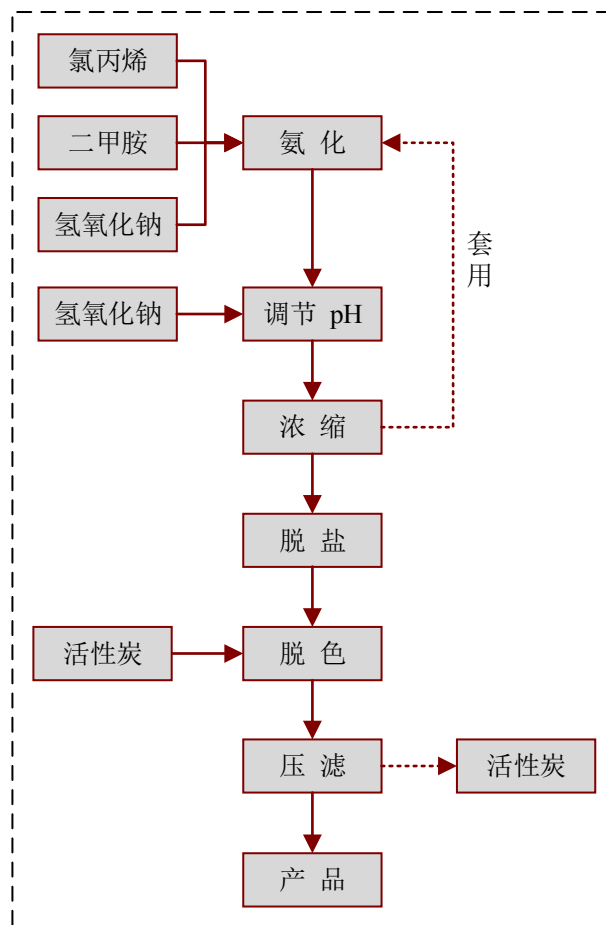 氯丙烯
二甲胺
氨 化
氢氧化钠
套
用
氢氧化钠
调节 pH
浓 缩
脱 盐
活性炭
脱 色
压 滤
活性炭
产 品